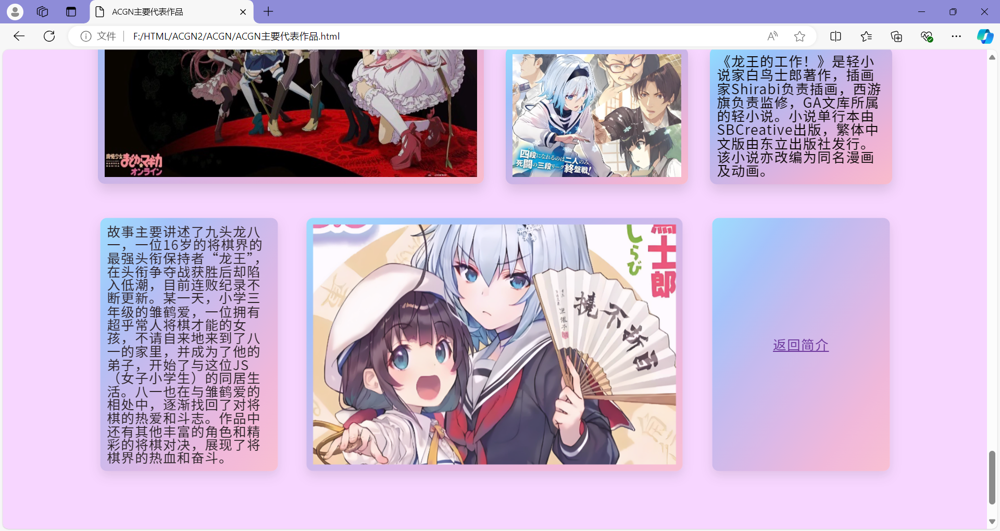 ACGN主要代表作品
文件
F:/HTML/ACGN2/ACGN/ACGN主要代表作品.html
魔法少女
まどかマギカ
オンライン
四段になれるのは二人のみ。
死闘の三段リーグ終盤戦!
《龙王的工作！》是轻小
说家白鸟士郎著作，插画
家Shirabi负责插画，西游
旗负责监修，GA文库所属
的轻小说。小说单行本由
SBCreative出版，繁体中
文版由东立出版社发行。
该小说亦改编为同名漫画
及动画。
故事主要讲述了九头龙八
一，一位16岁的将棋界的
最强头衔保持者“龙王”，
在头衔争夺战获胜后却陷
入低潮，目前连败纪录不
断更新。某一天，小学三
年级的雏鹤爱，一位拥有
超乎常人将棋才能的女
孩，不请自来地来到了八
一的家里，并成为了他的
弟子，开始了与这位JS
（女子小学生）的同居生
活。八一也在与雏鹤爱的
相处中，逐渐找回了对将
棋的热爱和斗志。作品中
还有其他丰富的角色和精
彩的将棋对决，展现了将
棋界的热血和奋斗。
士郎
しらび
百折不撓
返回简介